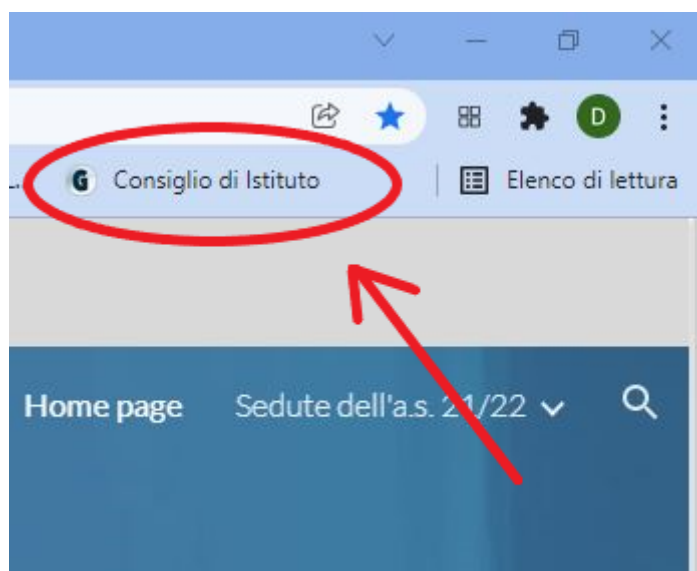 D
G Consiglio di Istituto Elenco di lettura
Home page Sedute dell'a.s. 21/22